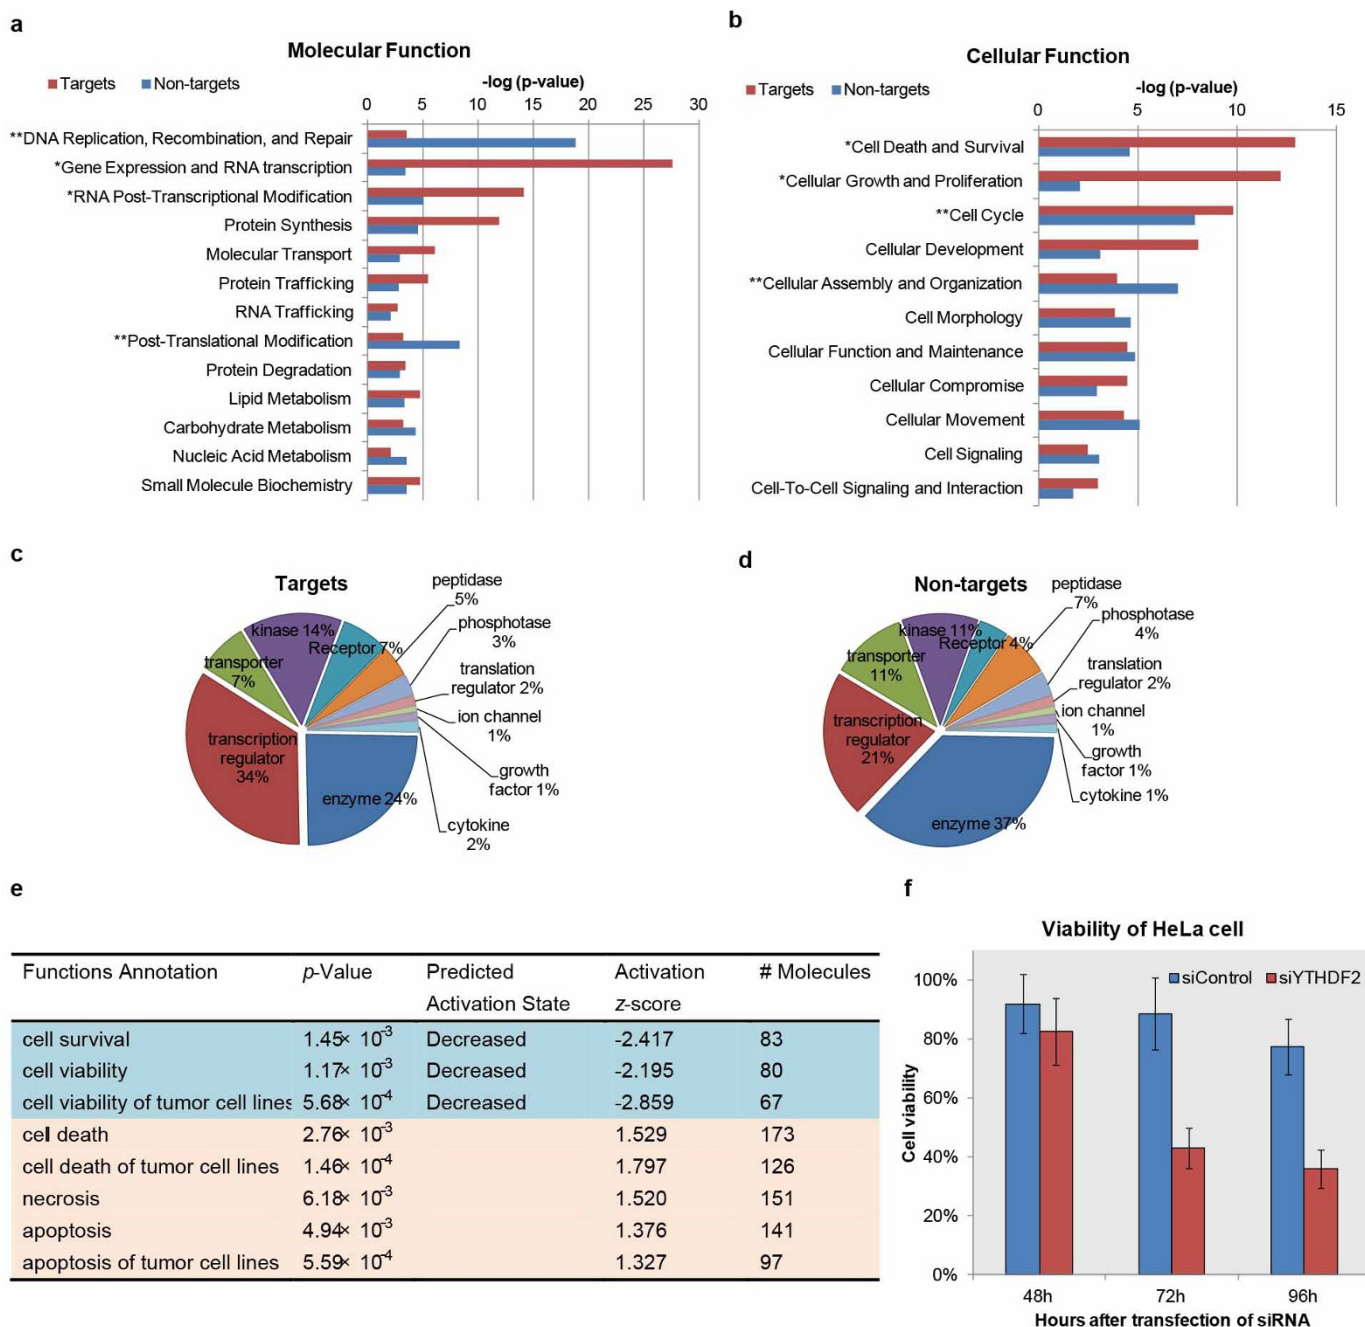 a
Molecular Function
Targets Non-targets
-log (p-value)
0 5 10 15 20 25 30
**DNA Replication, Recombination, and Repair
*Gene Expression and RNA transcription
*RNA Post-Transcriptional Modification
Protein Synthesis
Molecular Transport
Protein Trafficking
RNA Trafficking
**Post-Translational Modification
Protein Degradation
Lipid Metabolism
Carbohydrate Metabolism
Nucleic Acid Metabolism
Small Molecule Biochemistry
b
Cellular Function
Targets Non-targets
-log (p-value)
0 5 10 15
*Cell Death and Survival
*Cellular Growth and Proliferation
**Cell Cycle
Cellular Development
**Cellular Assembly and Organization
Cell Morphology
Cellular Function and Maintenance
Cellular Compromise
Cellular Movement
Cell Signaling
Cell-To-Cell Signaling and Interaction
c
Targets
peptidase
5%
phosphotase
3%
translation
regulator 2%
ion channel
1%
growth
factor 1%
cytokine
2%
enzyme 24%
transcription
regulator
34%
transporter
7%
kinase 14%
Receptor 7%
d
Non-targets
peptidase
7%
phosphotase
4%
translation
regulator 2%
ion channel
1%
growth
factor 1%
cytokine 1%
enzyme 37%
transcription
regulator
21%
transporter
11%
kinase 11%
Receptor 4%
e
Functions Annotation p-Value Predicted Activation # Molecules
Activation State z-score
cell survival 1.45× 10-3 Decreased -2.417 83
cell viability 1.17× 10-3 Decreased -2.195 80
cell viability of tumor cell lines 5.68× 10-4 Decreased -2.859 67
cell death 2.76× 10-3 1.529 173
cell death of tumor cell lines 1.46× 10-4 1.797 126
necrosis 6.18× 10-3 1.520 151
apoptosis 4.94× 10-3 1.376 141
apoptosis of tumor cell lines 5.59× 10-4 1.327 97
f
Viability of HeLa cell
siControl siYTHDF2
Cell viability
100%
80%
60%
40%
20%
0%
48h 72h 96h
Hours after transfection of siRNA